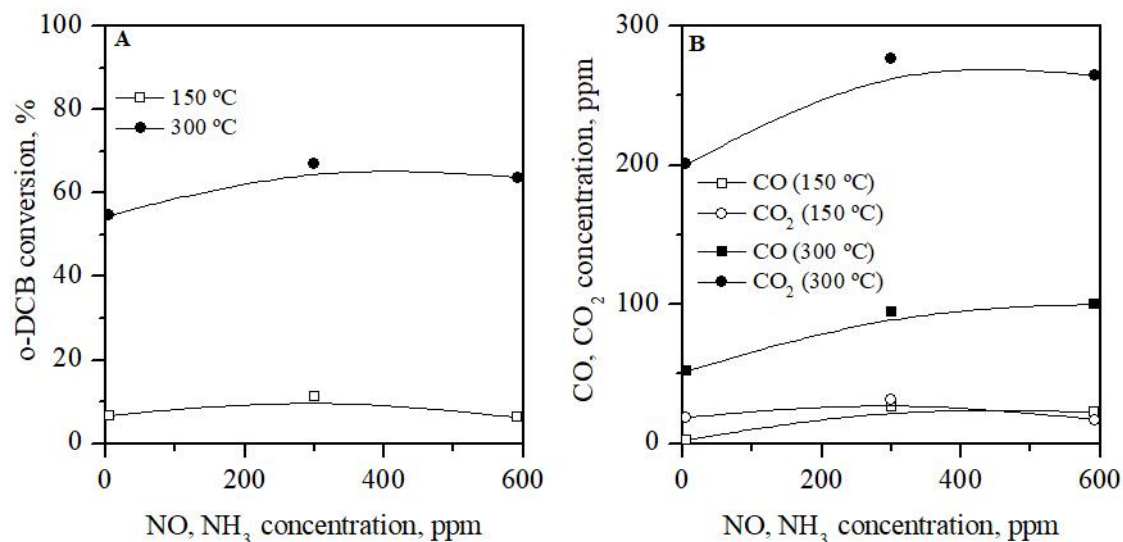 A
o-DCB conversion, %
100
80
60
40
20
0
150 ºC
300 ºC
0 200 400 600
NO, NH3 concentration, ppm
B
CO, CO2 concentration, ppm
300
200
100
0
CO (150 ºC)
CO2 (150 ºC)
CO (300 ºC)
CO2 (300 ºC)
0 200 400 600
NO, NH3 concentration, ppm